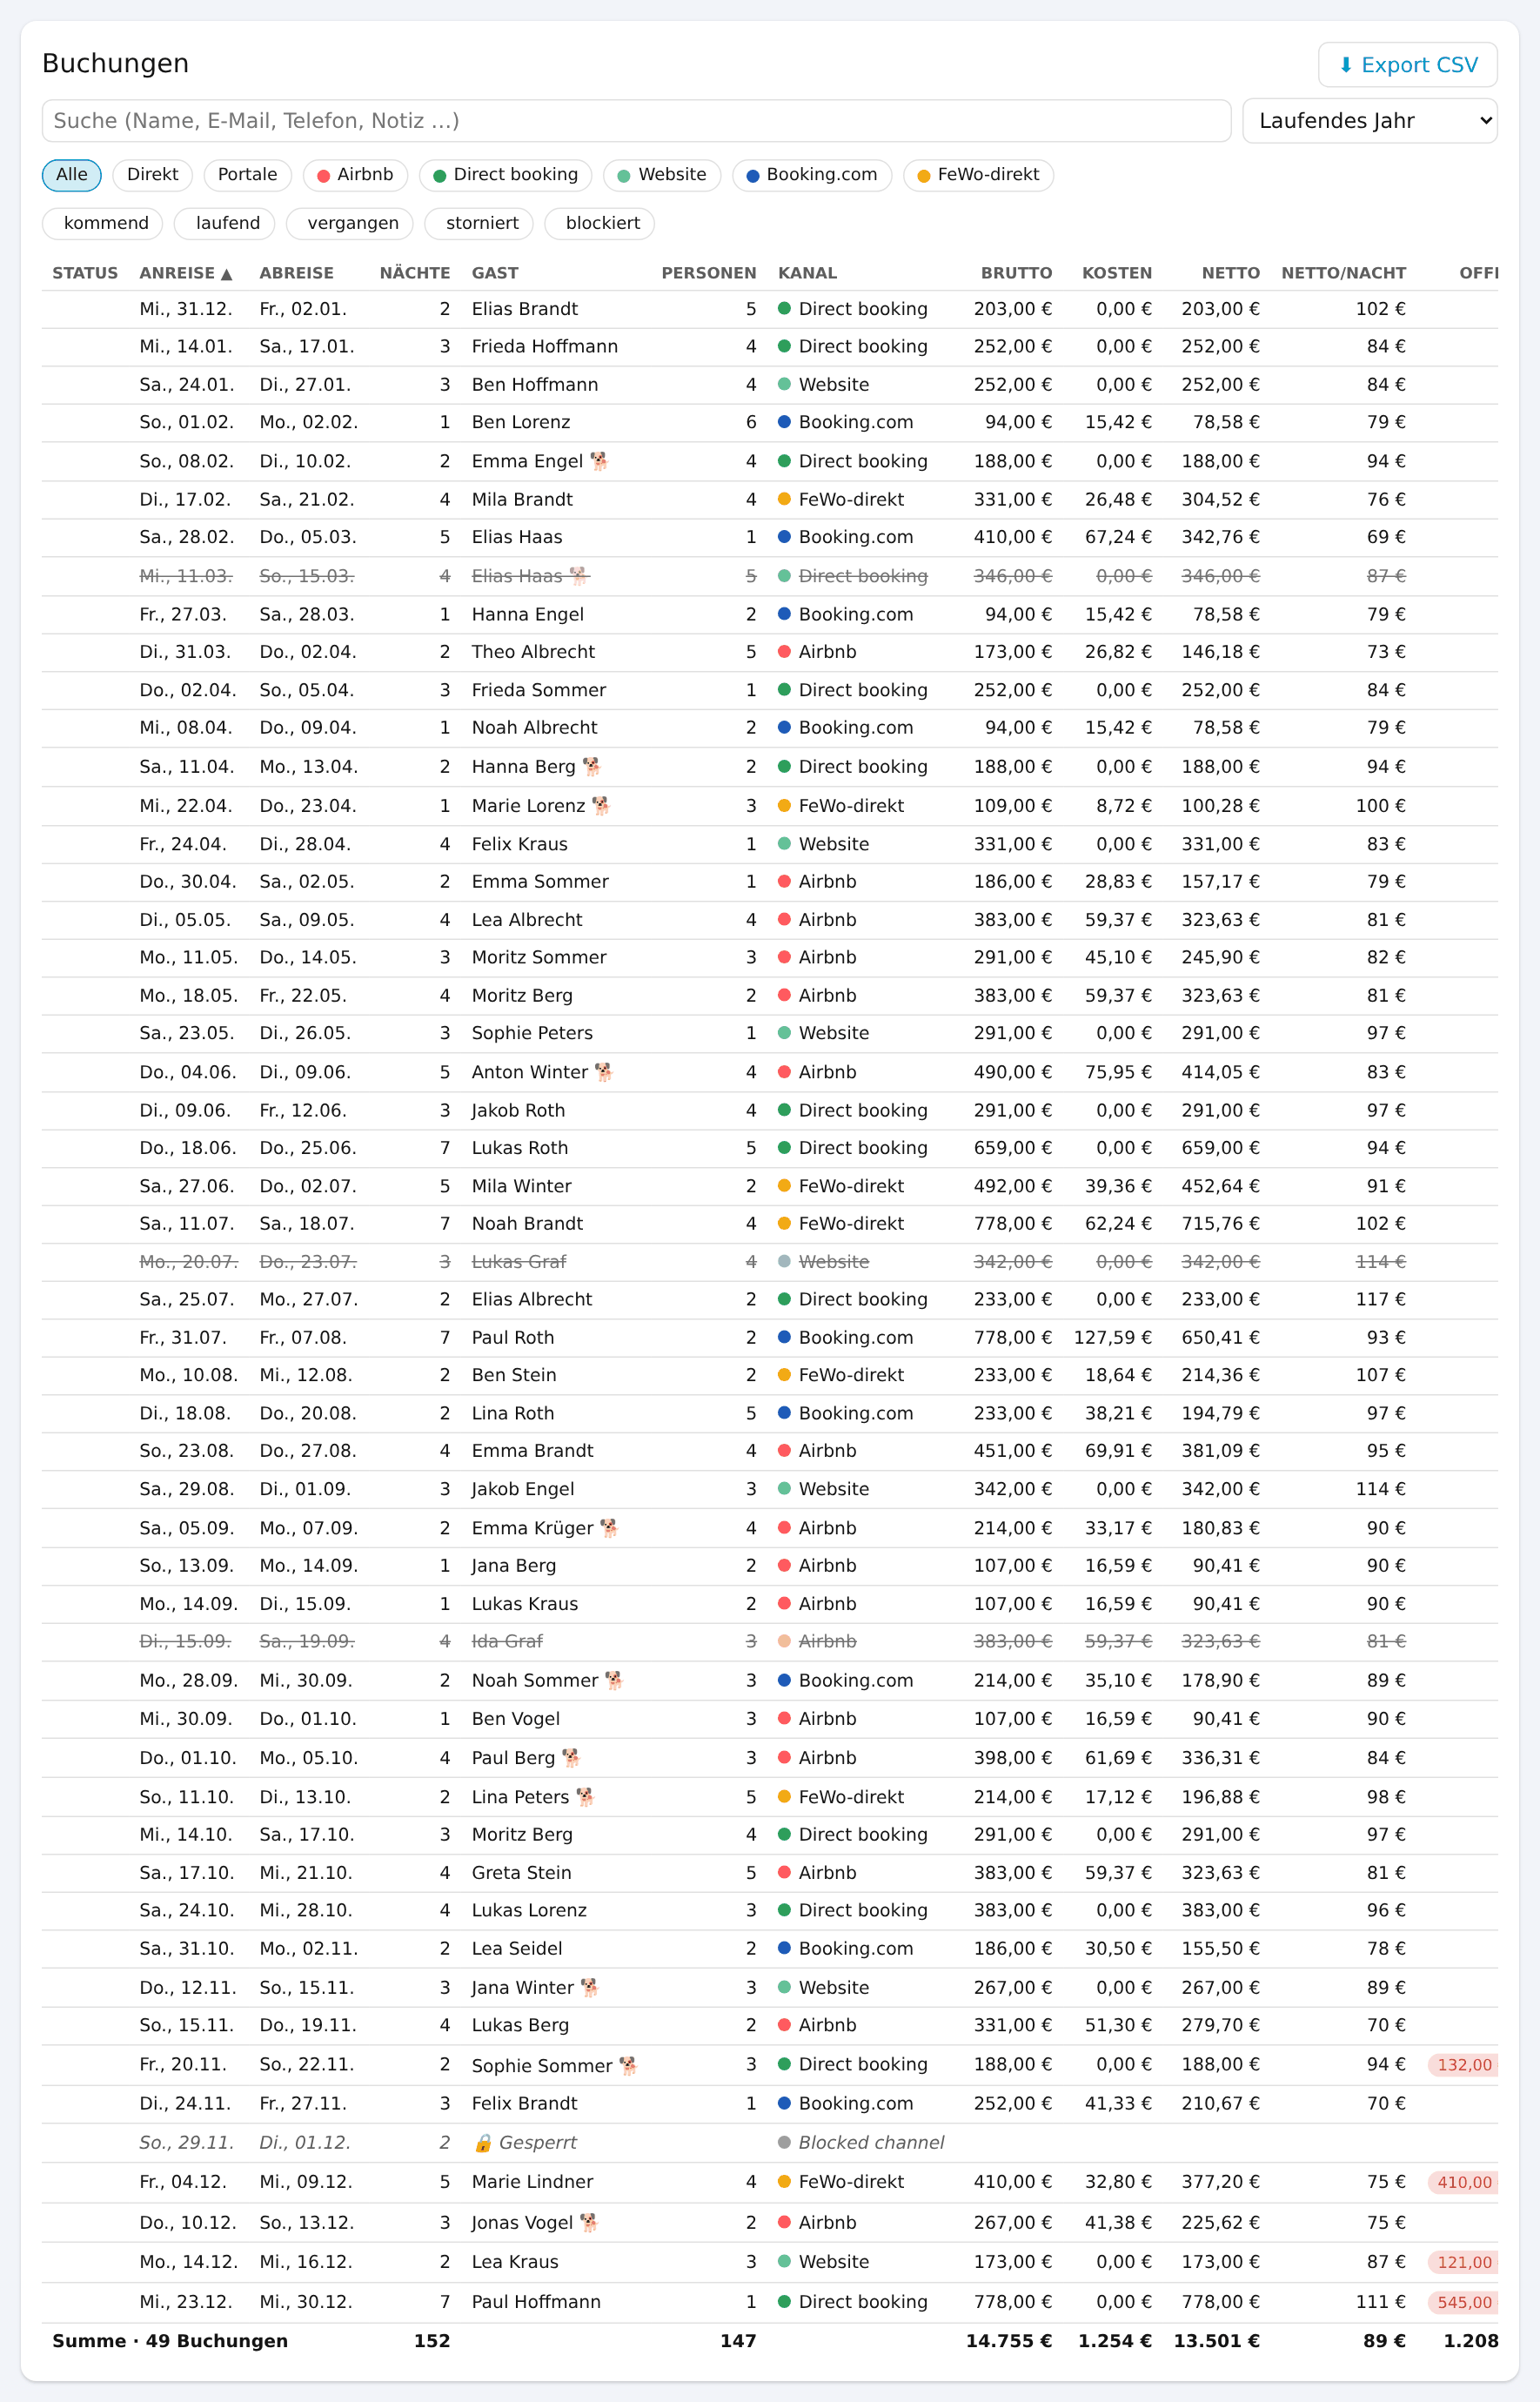 Buchungen
⬇ Export CSV
Suche (Name, E-Mail, Telefon, Notiz …)
Laufendes Jahr
Alle Direkt Portale Airbnb Direct booking Website Booking.com FeWo-direkt
kommend laufend vergangen storniert blockiert
STATUS ANREISE ▲ ABREISE NÄCHTE GAST PERSONEN KANAL BRUTTO KOSTEN NETTO NETTO/NACHT OFFI
Mi., 31.12. Fr., 02.01. 2 Elias Brandt 5 Direct booking 203,00 € 0,00 € 203,00 € 102 €
Mi., 14.01. Sa., 17.01. 3 Frieda Hoffmann 4 Direct booking 252,00 € 0,00 € 252,00 € 84 €
Sa., 24.01. Di., 27.01. 3 Ben Hoffmann 4 Website 252,00 € 0,00 € 252,00 € 84 €
So., 01.02. Mo., 02.02. 1 Ben Lorenz 6 Booking.com 94,00 € 15,42 € 78,58 € 79 €
So., 08.02. Di., 10.02. 2 Emma Engel 🐕 4 Direct booking 188,00 € 0,00 € 188,00 € 94 €
Di., 17.02. Sa., 21.02. 4 Mila Brandt 4 FeWo-direkt 331,00 € 26,48 € 304,52 € 76 €
Sa., 28.02. Do., 05.03. 5 Elias Haas 1 Booking.com 410,00 € 67,24 € 342,76 € 69 €
Mi., 11.03. So., 15.03. 4 Elias Haas 🐕 5 Direct booking 346,00 € 0,00 € 346,00 € 87 €
Fr., 27.03. Sa., 28.03. 1 Hanna Engel 2 Booking.com 94,00 € 15,42 € 78,58 € 79 €
Di., 31.03. Do., 02.04. 2 Theo Albrecht 5 Airbnb 173,00 € 26,82 € 146,18 € 73 €
Do., 02.04. So., 05.04. 3 Frieda Sommer 1 Direct booking 252,00 € 0,00 € 252,00 € 84 €
Mi., 08.04. Do., 09.04. 1 Noah Albrecht 2 Booking.com 94,00 € 15,42 € 78,58 € 79 €
Sa., 11.04. Mo., 13.04. 2 Hanna Berg 🐕 2 Direct booking 188,00 € 0,00 € 188,00 € 94 €
Mi., 22.04. Do., 23.04. 1 Marie Lorenz 🐕 3 FeWo-direkt 109,00 € 8,72 € 100,28 € 100 €
Fr., 24.04. Di., 28.04. 4 Felix Kraus 1 Website 331,00 € 0,00 € 331,00 € 83 €
Do., 30.04. Sa., 02.05. 2 Emma Sommer 1 Airbnb 186,00 € 28,83 € 157,17 € 79 €
Di., 05.05. Sa., 09.05. 4 Lea Albrecht 4 Airbnb 383,00 € 59,37 € 323,63 € 81 €
Mo., 11.05. Do., 14.05. 3 Moritz Sommer 3 Airbnb 291,00 € 45,10 € 245,90 € 82 €
Mo., 18.05. Fr., 22.05. 4 Moritz Berg 2 Airbnb 383,00 € 59,37 € 323,63 € 81 €
Sa., 23.05. Di., 26.05. 3 Sophie Peters 1 Website 291,00 € 0,00 € 291,00 € 97 €
Do., 04.06. Di., 09.06. 5 Anton Winter 🐕 4 Airbnb 490,00 € 75,95 € 414,05 € 83 €
Di., 09.06. Fr., 12.06. 3 Jakob Roth 4 Direct booking 291,00 € 0,00 € 291,00 € 97 €
Do., 18.06. Do., 25.06. 7 Lukas Roth 5 Direct booking 659,00 € 0,00 € 659,00 € 94 €
Sa., 27.06. Do., 02.07. 5 Mila Winter 2 FeWo-direkt 492,00 € 39,36 € 452,64 € 91 €
Sa., 11.07. Sa., 18.07. 7 Noah Brandt 4 FeWo-direkt 778,00 € 62,24 € 715,76 € 102 €
Mo., 20.07. Do., 23.07. 3 Lukas Graf 4 Website 342,00 € 0,00 € 342,00 € 114 €
Sa., 25.07. Mo., 27.07. 2 Elias Albrecht 2 Direct booking 233,00 € 0,00 € 233,00 € 117 €
Fr., 31.07. Fr., 07.08. 7 Paul Roth 2 Booking.com 778,00 € 127,59 € 650,41 € 93 €
Mo., 10.08. Mi., 12.08. 2 Ben Stein 2 FeWo-direkt 233,00 € 18,64 € 214,36 € 107 €
Di., 18.08. Do., 20.08. 2 Lina Roth 5 Booking.com 233,00 € 38,21 € 194,79 € 97 €
So., 23.08. Do., 27.08. 4 Emma Brandt 4 Airbnb 451,00 € 69,91 € 381,09 € 95 €
Sa., 29.08. Di., 01.09. 3 Jakob Engel 3 Website 342,00 € 0,00 € 342,00 € 114 €
Sa., 05.09. Mo., 07.09. 2 Emma Krüger 🐕 4 Airbnb 214,00 € 33,17 € 180,83 € 90 €
So., 13.09. Mo., 14.09. 1 Jana Berg 2 Airbnb 107,00 € 16,59 € 90,41 € 90 €
Mo., 14.09. Di., 15.09. 1 Lukas Kraus 2 Airbnb 107,00 € 16,59 € 90,41 € 90 €
Di., 15.09. Sa., 19.09. 4 Ida Graf 3 Airbnb 383,00 € 59,37 € 323,63 € 81 €
Mo., 28.09. Mi., 30.09. 2 Noah Sommer 🐕 3 Booking.com 214,00 € 35,10 € 178,90 € 89 €
Mi., 30.09. Do., 01.10. 1 Ben Vogel 3 Airbnb 107,00 € 16,59 € 90,41 € 90 €
Do., 01.10. Mo., 05.10. 4 Paul Berg 🐕 3 Airbnb 398,00 € 61,69 € 336,31 € 84 €
So., 11.10. Di., 13.10. 2 Lina Peters 🐕 5 FeWo-direkt 214,00 € 17,12 € 196,88 € 98 €
Mi., 14.10. Sa., 17.10. 3 Moritz Berg 4 Direct booking 291,00 € 0,00 € 291,00 € 97 €
Sa., 17.10. Mi., 21.10. 4 Greta Stein 5 Airbnb 383,00 € 59,37 € 323,63 € 81 €
Sa., 24.10. Mi., 28.10. 4 Lukas Lorenz 3 Direct booking 383,00 € 0,00 € 383,00 € 96 €
Sa., 31.10. Mo., 02.11. 2 Lea Seidel 2 Booking.com 186,00 € 30,50 € 155,50 € 78 €
Do., 12.11. So., 15.11. 3 Jana Winter 🐕 3 Website 267,00 € 0,00 € 267,00 € 89 €
So., 15.11. Do., 19.11. 4 Lukas Berg 2 Airbnb 331,00 € 51,30 € 279,70 € 70 €
Fr., 20.11. So., 22.11. 2 Sophie Sommer 🐕 3 Direct booking 188,00 € 0,00 € 188,00 € 94 € 132,00
Di., 24.11. Fr., 27.11. 3 Felix Brandt 1 Booking.com 252,00 € 41,33 € 210,67 € 70 €
So., 29.11. Di., 01.12. 2 🔒 Gesperrt Blocked channel
Fr., 04.12. Mi., 09.12. 5 Marie Lindner 4 FeWo-direkt 410,00 € 32,80 € 377,20 € 75 € 410,00
Do., 10.12. So., 13.12. 3 Jonas Vogel 🐕 2 Airbnb 267,00 € 41,38 € 225,62 € 75 €
Mo., 14.12. Mi., 16.12. 2 Lea Kraus 3 Website 173,00 € 0,00 € 173,00 € 87 € 121,00
Mi., 23.12. Mi., 30.12. 7 Paul Hoffmann 1 Direct booking 778,00 € 0,00 € 778,00 € 111 € 545,00
Summe · 49 Buchungen 152 147 14.755 € 1.254 € 13.501 € 89 € 1.208